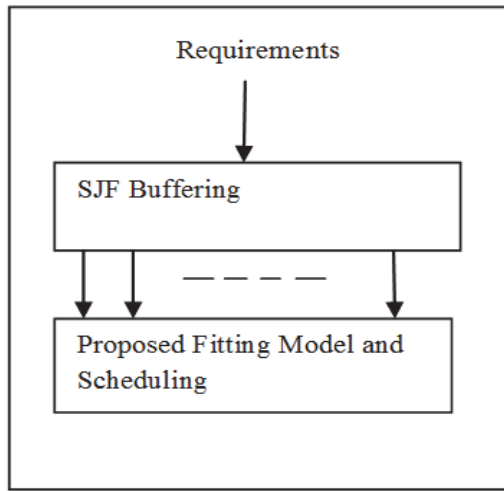 Requirements
SJF Buffering
Proposed Fitting Model and
Scheduling